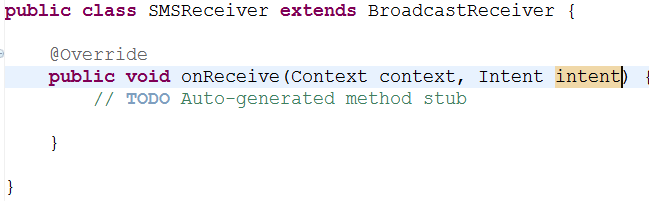 public class SMSReceiver extends BroadcastReceiver {
@Override
public void onReceive(Context context, Intent intent) {
// TODO Auto-generated method stub
}
}